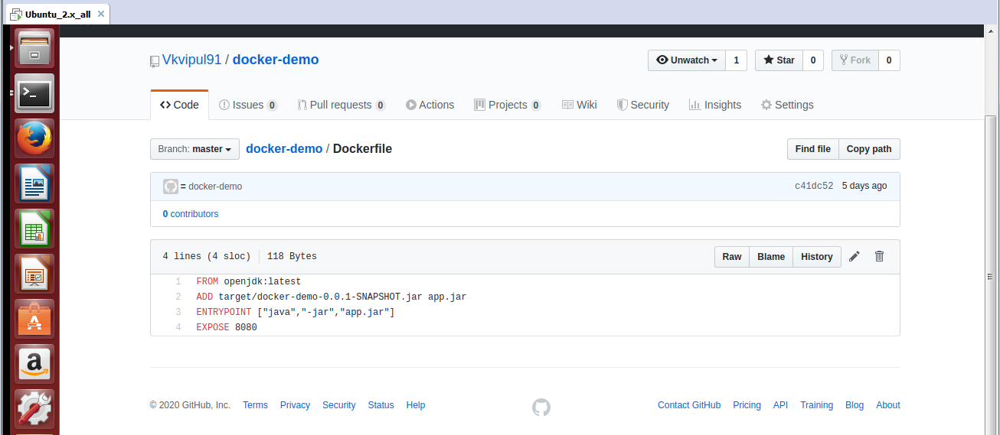 Ubuntu_2.x_all
Vkvipul91 / docker-demo
Unwatch 1 Star 0 Fork 0
Code Issues 0 Pull requests 0 Actions Projects 0 Wiki Security Insights Settings
Branch: master docker-demo / Dockerfile Find file Copy path
= docker-demo c41dc52 5 days ago
0 contributors
4 lines (4 sloc) 118 Bytes Raw Blame History
1 FROM openjdk:latest
2 ADD target/docker-demo-0.0.1-SNAPSHOT.jar app.jar
3 ENTRYPOINT ["java","-jar","app.jar"]
4 EXPOSE 8080
© 2020 GitHub, Inc. Terms Privacy Security Status Help Contact GitHub Pricing API Training Blog About